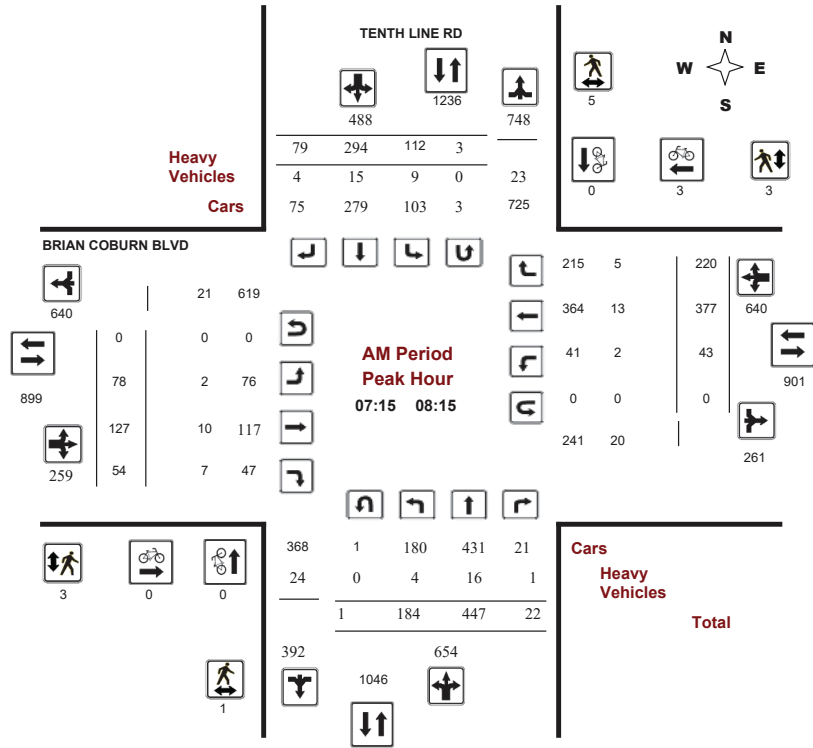 TENTH LINE RD
N
W E
S
1236
5
488 748
79 294 112 3
Heavy
Vehicles
4 15 9 0 23
Cars
75 279 103 3 725
0 3 3
BRIAN COBURN BLVD
640
21 619
899
0 0 0
78 2 76
127 10 117
259
54 7 47
AM Period
Peak Hour
07:15 08:15
215 5 220
364 13 377
640
901
41 2 43
0 0 0
241 20
261
368 1 180 431 21
24 0 4 16 1
1 184 447 22
Cars
Heavy
Vehicles
Total
3 0 0
392 654
1046
1